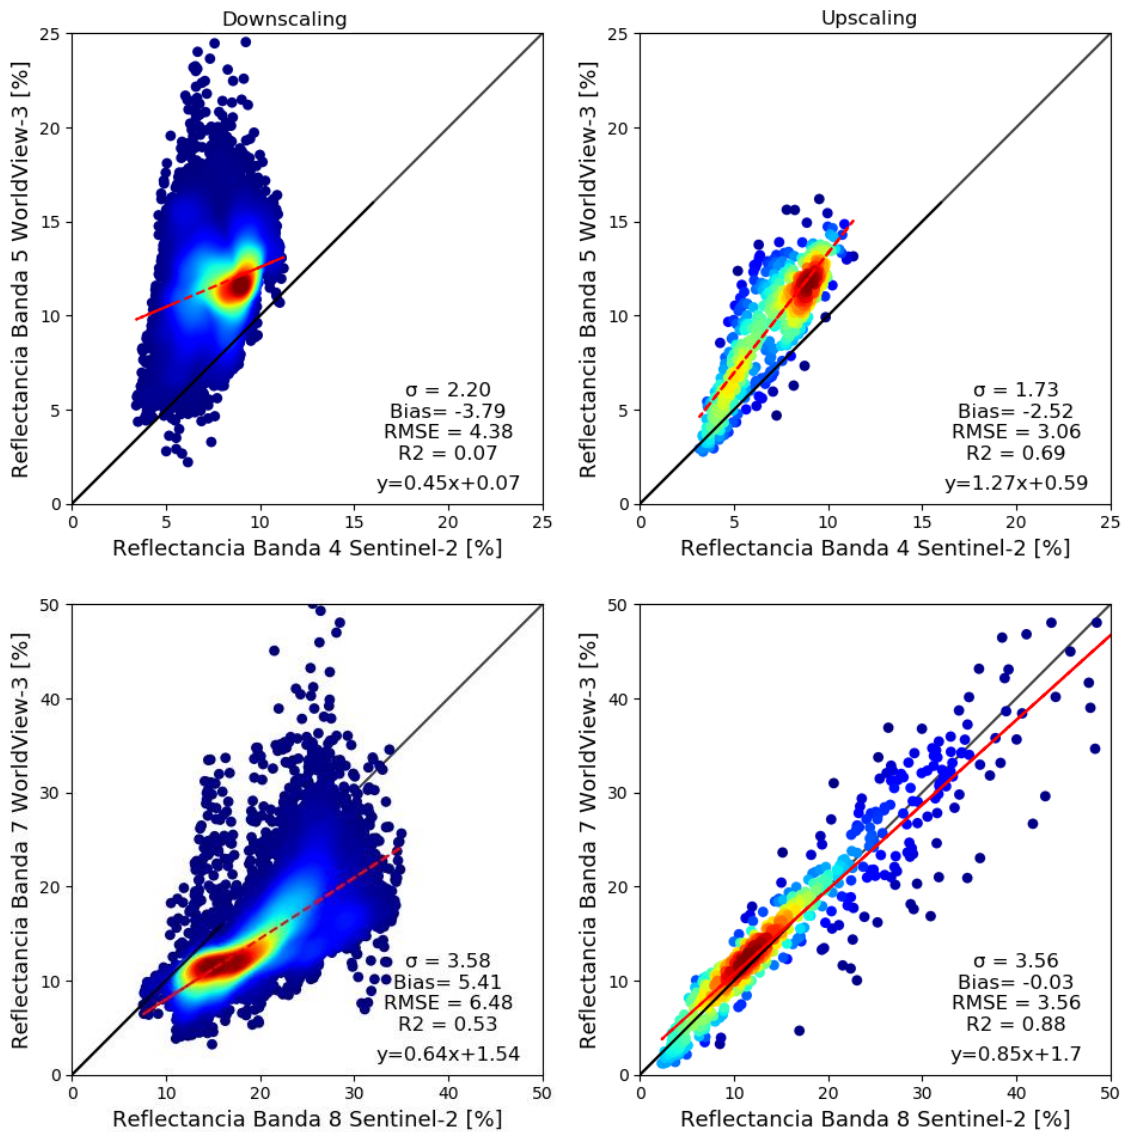 Downscaling
25
20
15
10
5
0
Reflectancia Banda 5 WorldView-3 [%]
σ = 2.20
Bias= -3.79
RMSE = 4.38
R2 = 0.07
y=0.45x+0.07
0 5 10 15 20 25
Reflectancia Banda 4 Sentinel-2 [%]
Upscaling
25
20
15
10
5
0
Reflectancia Banda 5 WorldView-3 [%]
σ = 1.73
Bias= -2.52
RMSE = 3.06
R2 = 0.69
y=1.27x+0.59
0 5 10 15 20 25
Reflectancia Banda 4 Sentinel-2 [%]
50
40
30
20
10
0
Reflectancia Banda 7 WorldView-3 [%]
σ = 3.58
Bias= 5.41
RMSE = 6.48
R2 = 0.53
y=0.64x+1.54
0 10 20 30 40 50
Reflectancia Banda 8 Sentinel-2 [%]
50
40
30
20
10
0
Reflectancia Banda 7 WorldView-3 [%]
σ = 3.56
Bias= -0.03
RMSE = 3.56
R2 = 0.88
y=0.85x+1.7
0 10 20 30 40 50
Reflectancia Banda 8 Sentinel-2 [%]